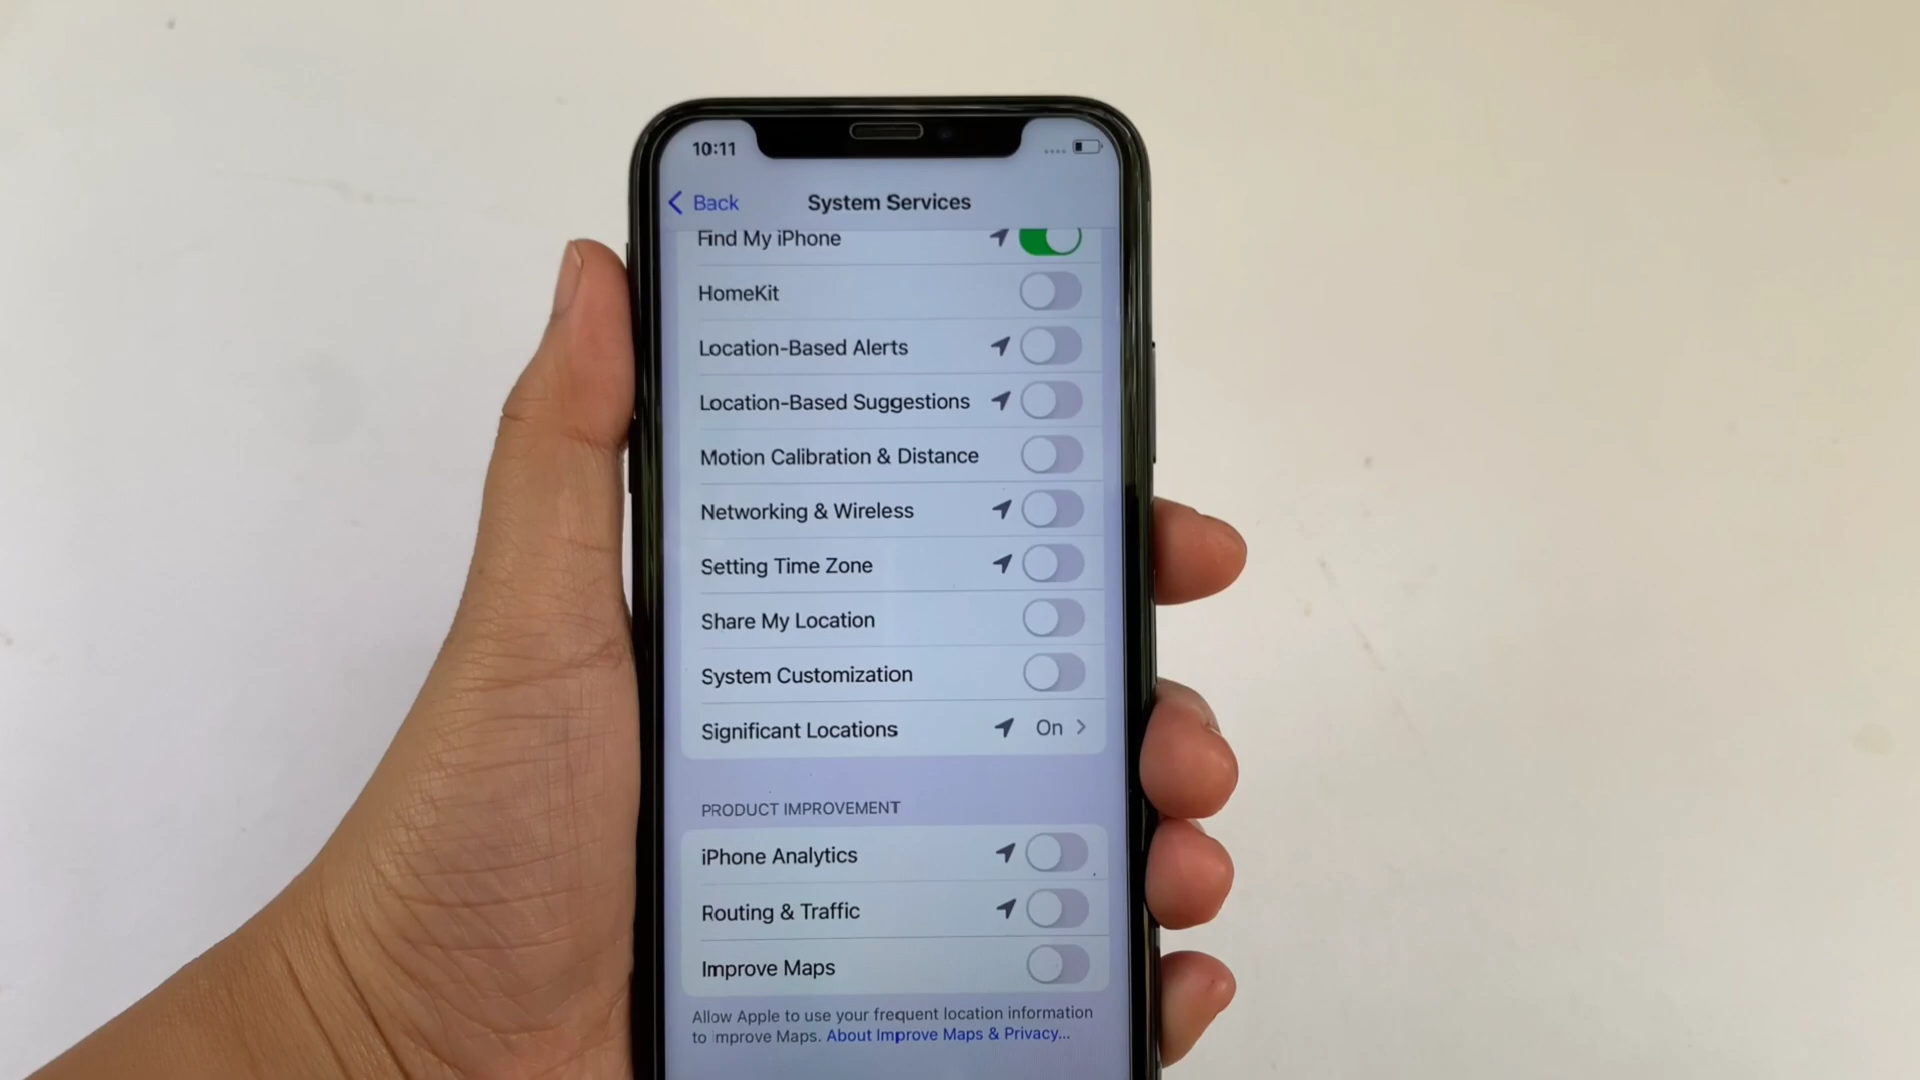 10:11
Back System Services
Find My iPhone
HomeKit
Location-Based Alerts
Location-Based Suggestions
Motion Calibration & Distance
Networking & Wireless
Setting Time Zone
Share My Location
System Customization
Significant Locations On
PRODUCT IMPROVEMENT
iPhone Analytics
Routing & Traffic
Improve Maps
Allow Apple to use your frequent location information
to improve Maps. About Improve Maps & Privacy...